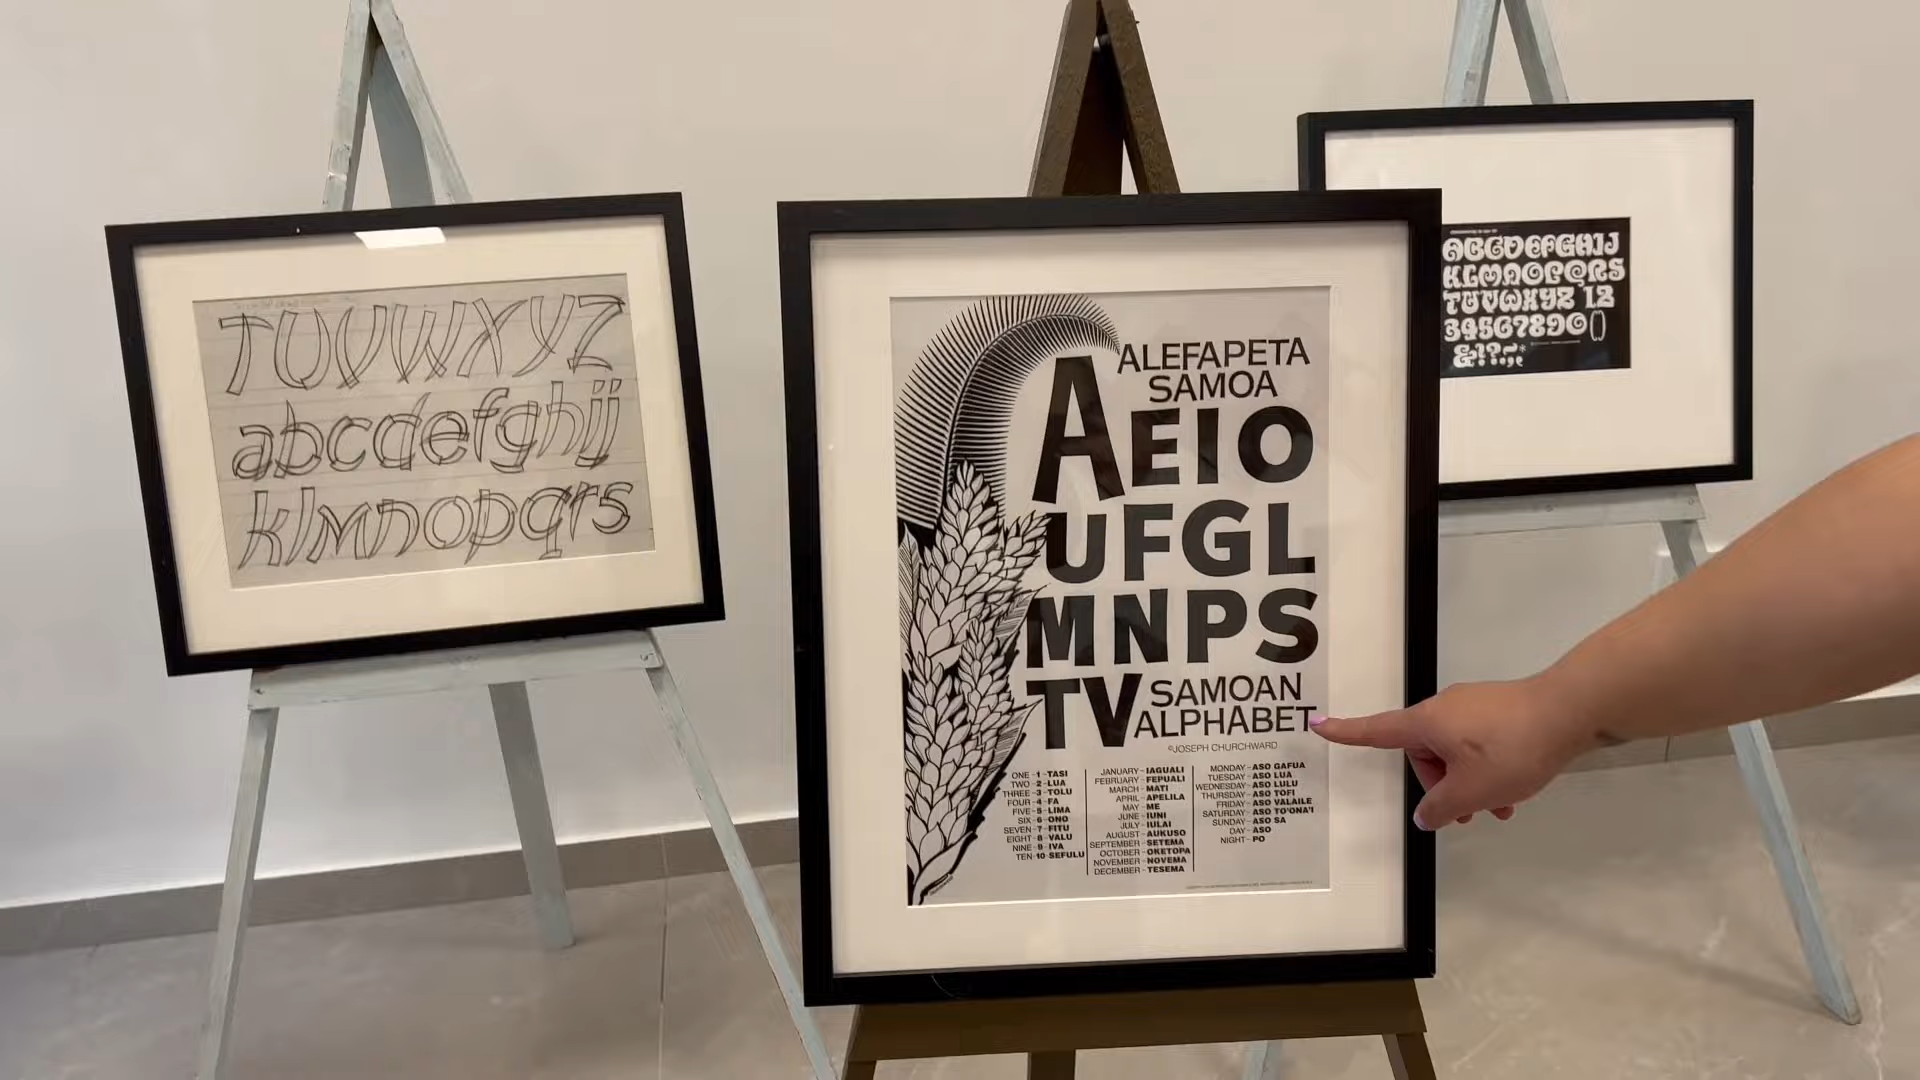 TUVWXYZ
abcdefghij
klmnopqrs
ALEFAPETA
SAMOA
AEIO
UFGL
MNPS
TV
SAMOAN
ALPHABET
©JOSEPH CHURCHWARD
ONE - 1 - TASI
TWO - 2 - LUA
THREE - 3 - TOLU
FOUR - 4 - FA
FIVE - 5 - LIMA
SIX - 6 - ONO
SEVEN - 7 - FITU
EIGHT - 8 - VALU
NINE - 9 - IVA
TEN - 10 - SEFULU
JANUARY - IAGUALI
FEBRUARY - FEPUALI
MARCH - MATI
APRIL - APELILA
MAY - ME
JUNE - IUNI
JULY - IULAI
AUGUST - AUKUSO
SEPTEMBER - SETEMA
OCTOBER - OKETOPA
NOVEMBER - NOVEMA
DECEMBER - TESEMA
MONDAY - ASO GAFUA
TUESDAY - ASO LUA
WEDNESDAY - ASO LULU
THURSDAY - ASO TOFI
FRIDAY - ASO VALAILE
SATURDAY - ASO TO'ONA'I
SUNDAY - ASO SA
DAY - ASO
NIGHT - PO
ABCDEFGHIJ
KLMNOPQRS
TUVWXYZ 12
34567890()
&!?:;*